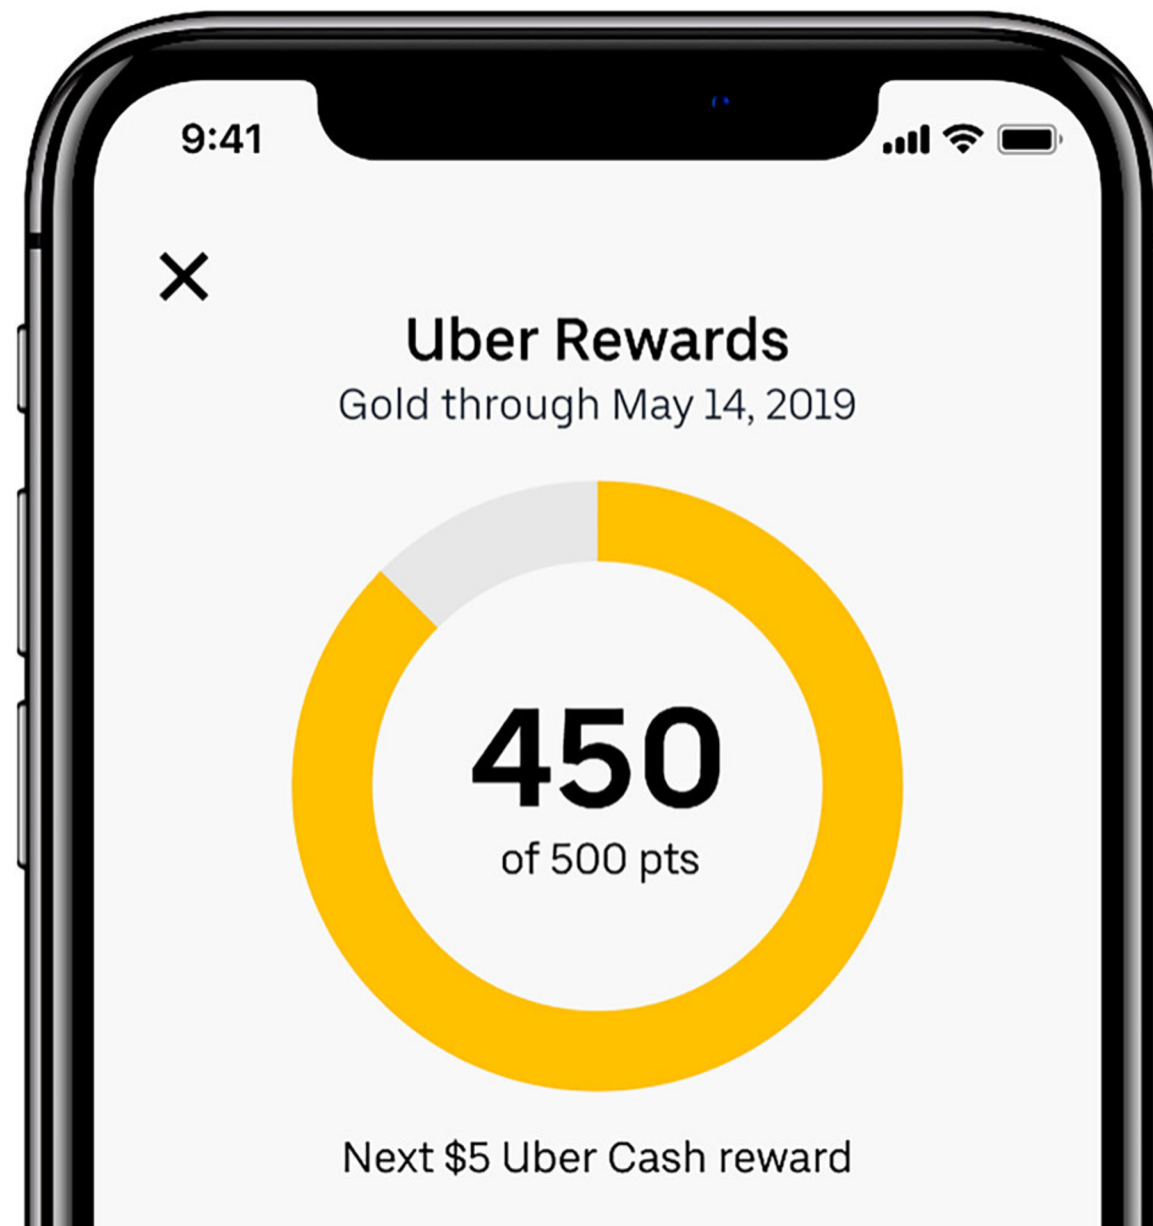 9:41
Uber Rewards
Gold through May 14, 2019
450
of 500 pts
Next $5 Uber Cash reward